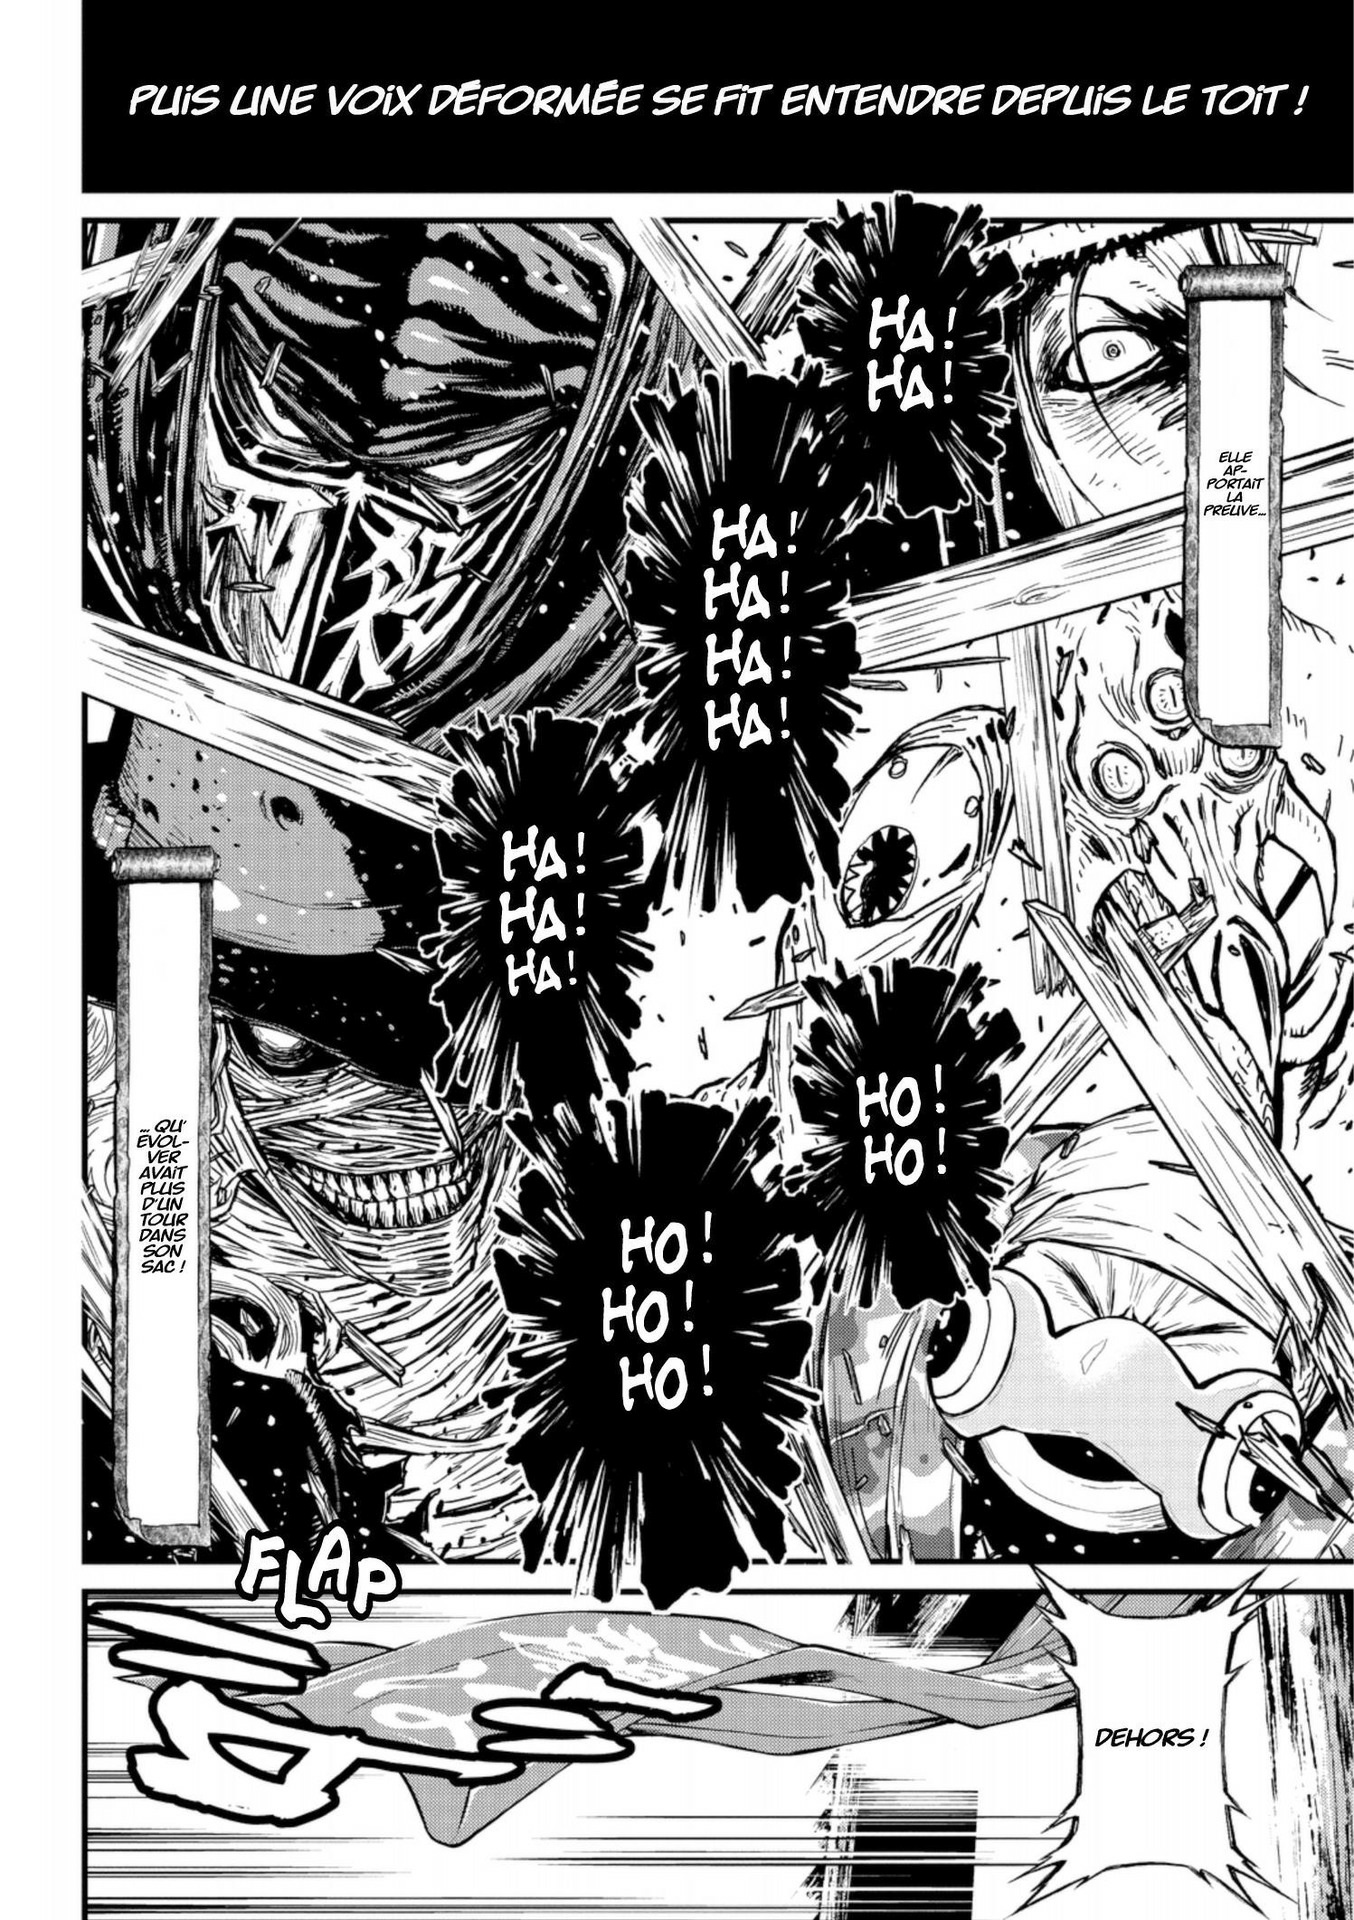 PUIS UNE VOIX DÉFORMÉE SE FIT ENTENDRE DEPUIS LE TOIT !
HA !
HA !
ELLE
AP-
PORTAIT
LA
PREUVE...
HA !
HA !
HA !
HA !
HA !
HA !
HA !
HO !
HO !
... QU'
EVOL-
VER
AVAIT
PLUS
D'UN
TOUR
DANS
SON
SAC !
HO !
HO !
HO !
FLAP
DEHORS !